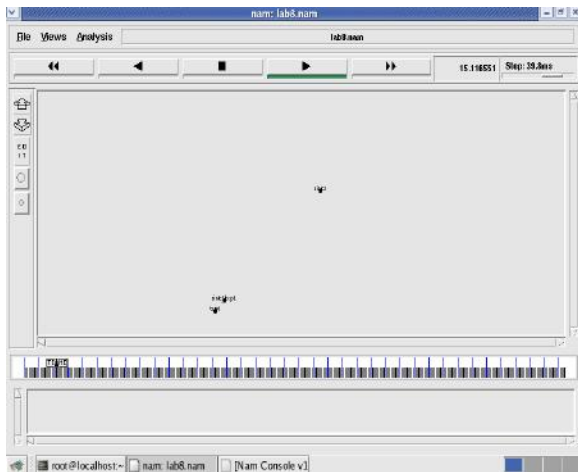 nam: lab8.nam
File Views Analysis lab8.nam
15.116551 Step: 39.8ms
TIME
root@localhost:~ nam: lab8.nam [Nam Console v1